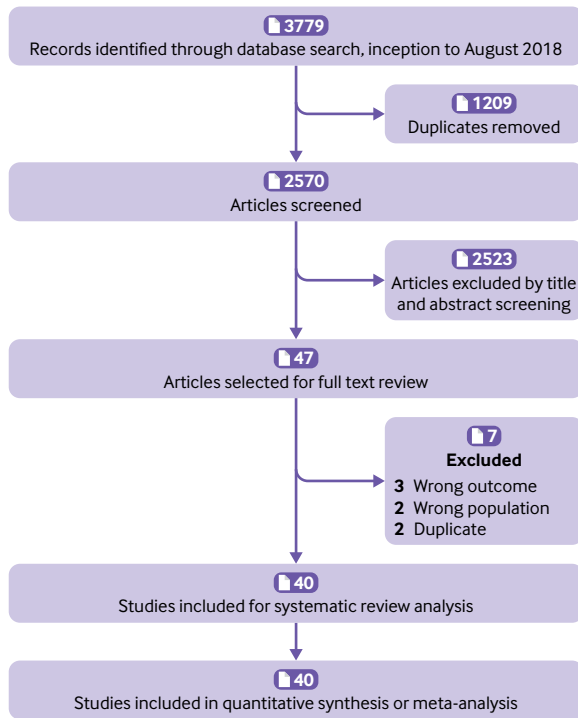 3779
Records identified through database search, inception to August 2018
1209
Duplicates removed
2570
Articles screened
2523
Articles excluded by title
and abstract screening
47
Articles selected for full text review
7
Excluded
3 Wrong outcome
2 Wrong population
2 Duplicate
40
Studies included for systematic review analysis
40
Studies included in quantitative synthesis or meta-analysis